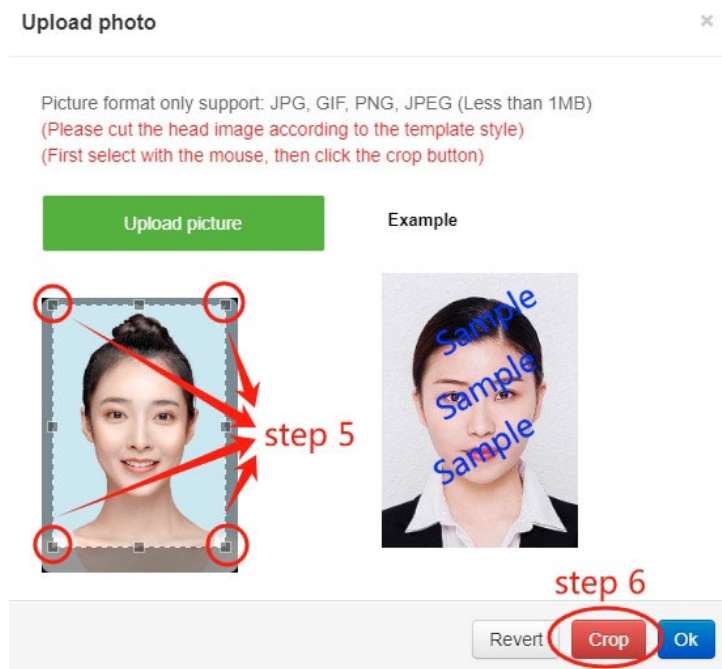 Upload photo
×
Picture format only support: JPG, GIF, PNG, JPEG (Less than 1MB)
(Please cut the head image according to the template style)
(First select with the mouse, then click the crop button)
Upload picture
Example
Sample
Sample
Sample
step 5
step 6
Revert
Crop
Ok